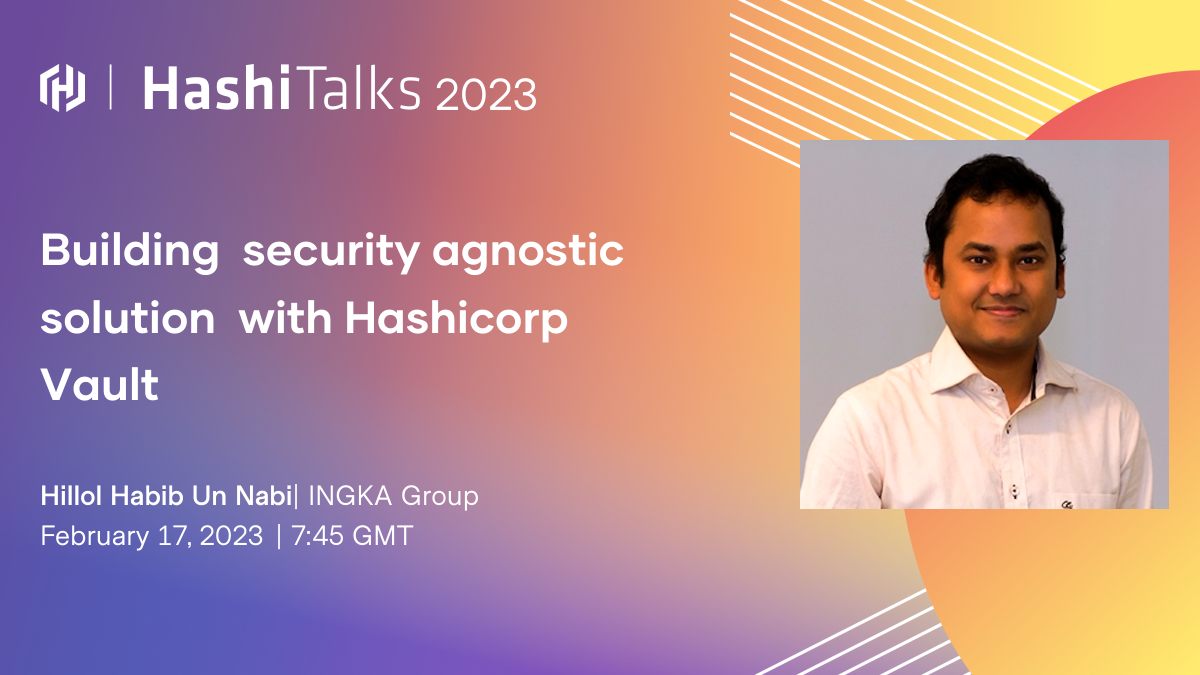 HashiTalks 2023
Building security agnostic
solution with Hashicorp
Vault
Hillol Habib Un Nabi| INGKA Group
February 17, 2023 | 7:45 GMT